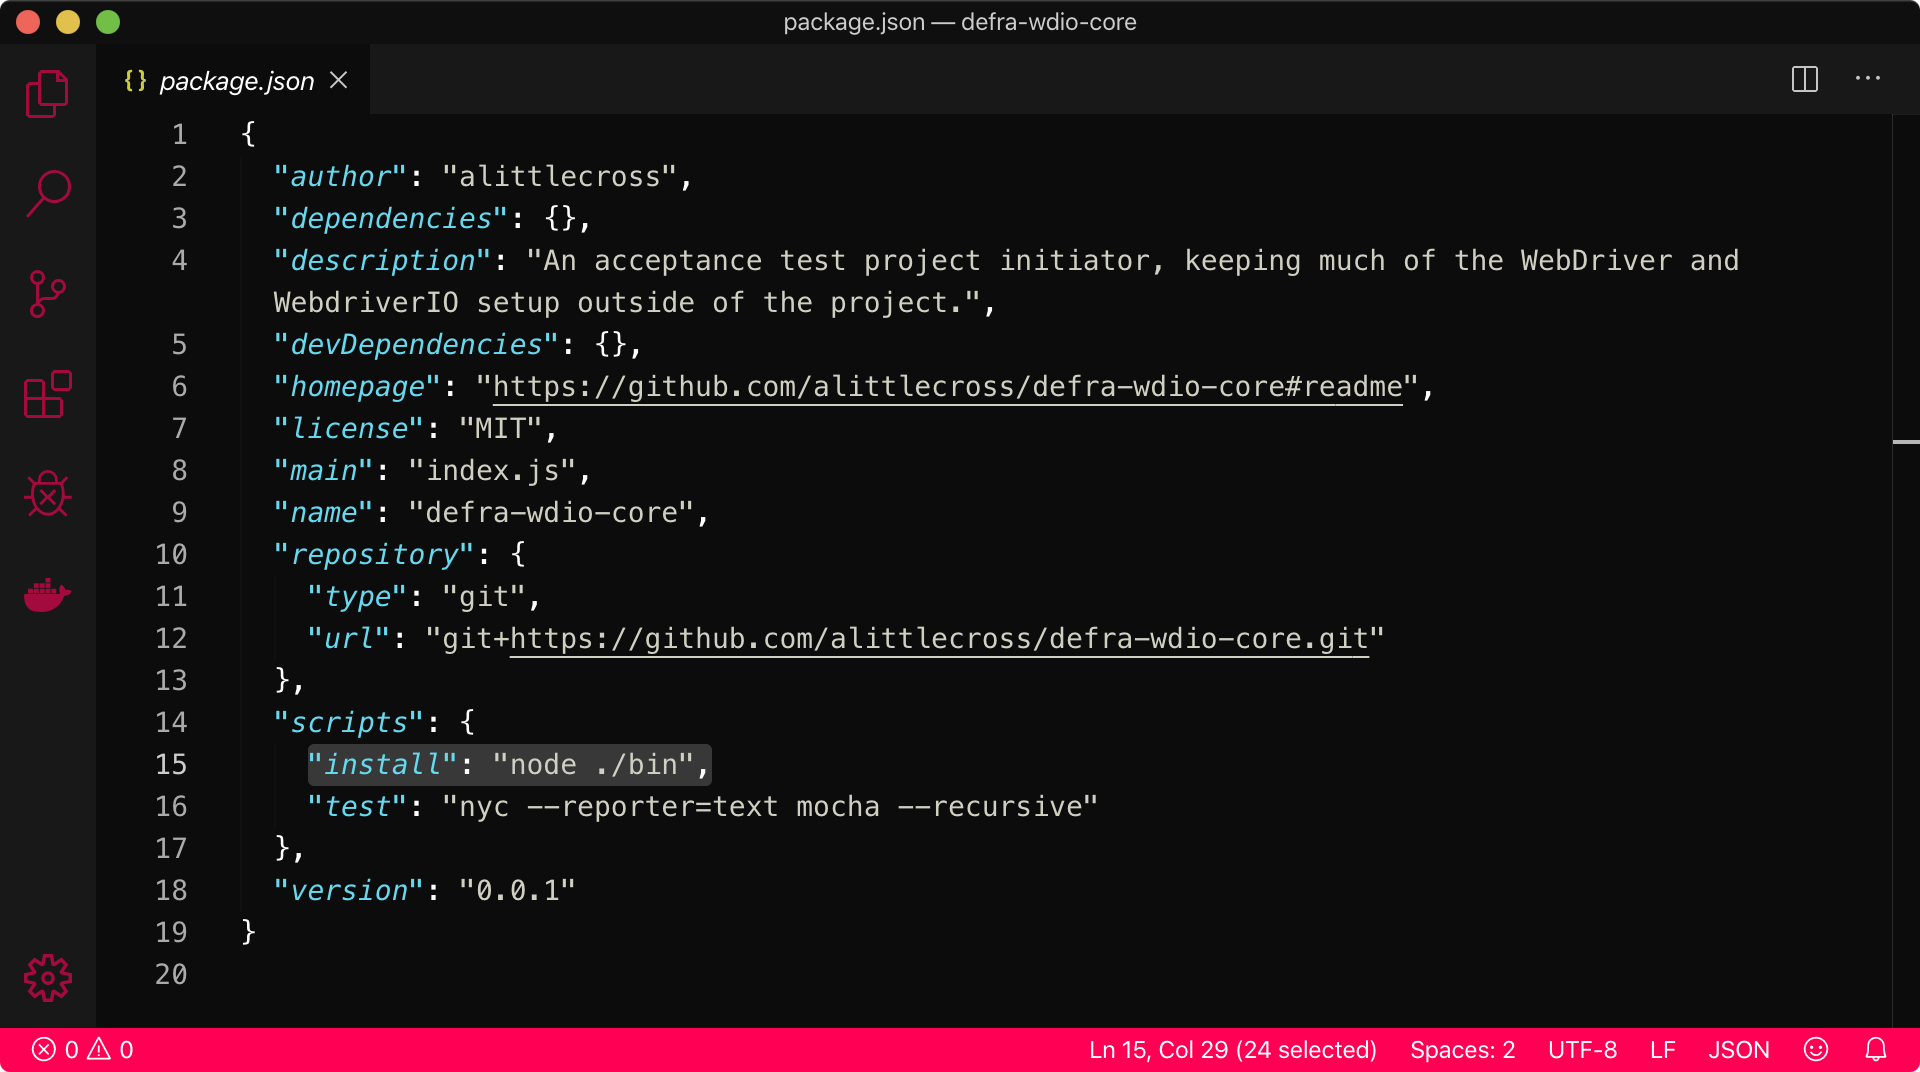 package.json — defra-wdio-core
{} package.json
1 {
2 "author": "alittlecross",
3 "dependencies": {},
4 "description": "An acceptance test project initiator, keeping much of the WebDriver and
WebdriverIO setup outside of the project.",
5 "devDependencies": {},
6 "homepage": "https://github.com/alittlecross/defra-wdio-core#readme",
7 "license": "MIT",
8 "main": "index.js",
9 "name": "defra-wdio-core",
10 "repository": {
11 "type": "git",
12 "url": "git+https://github.com/alittlecross/defra-wdio-core.git"
13 },
14 "scripts": {
15 "install": "node ./bin",
16 "test": "nyc --reporter=text mocha --recursive"
17 },
18 "version": "0.0.1"
19 }
20
0 0 Ln 15, Col 29 (24 selected) Spaces: 2 UTF-8 LF JSON